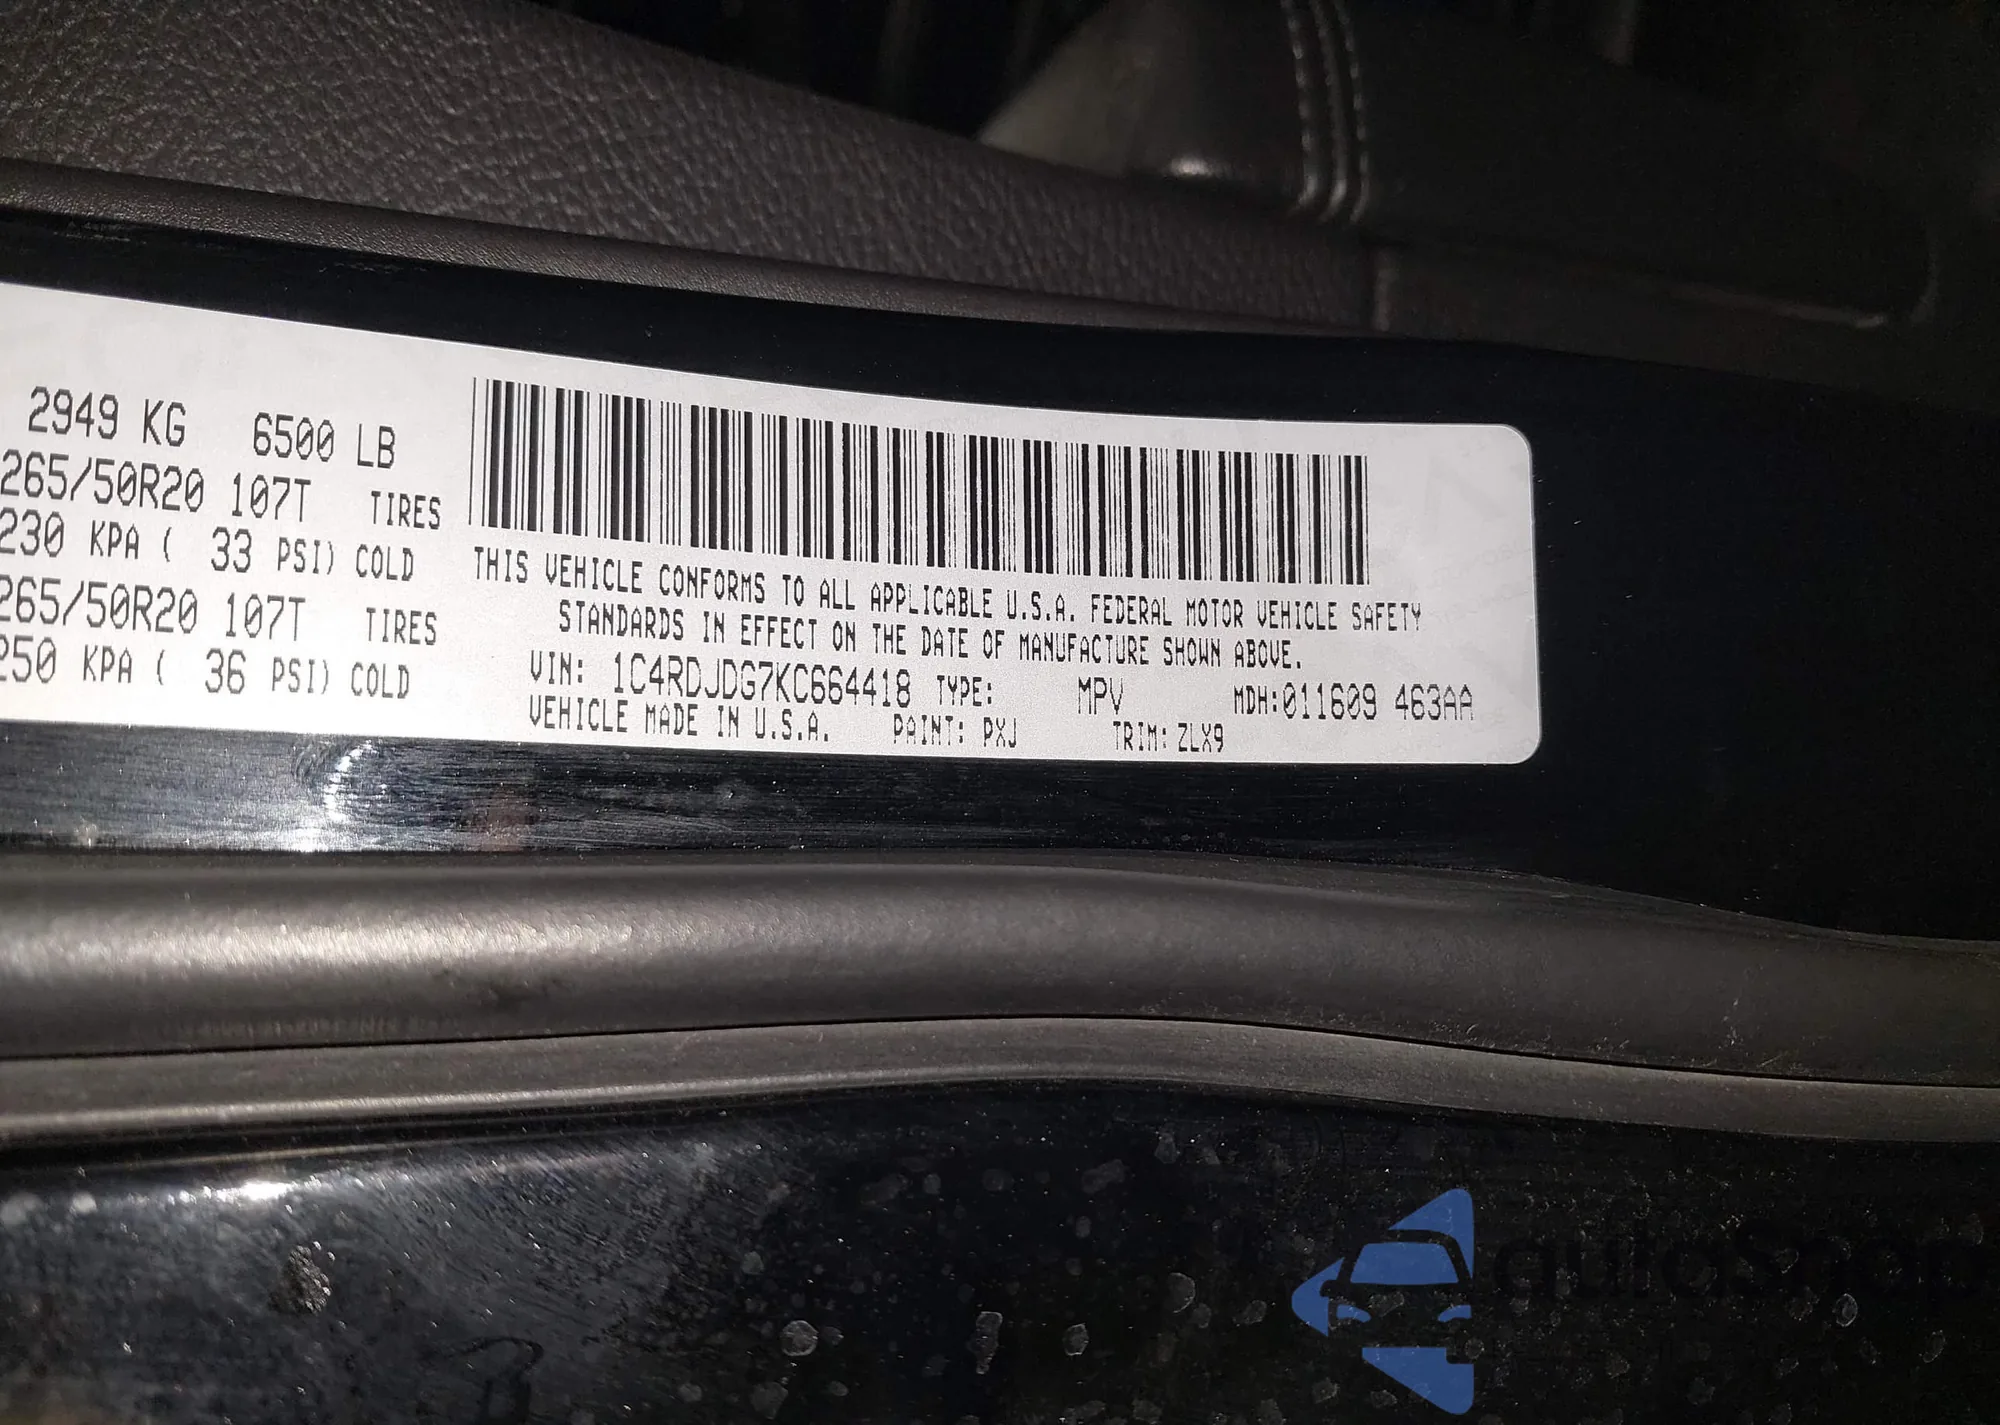 2949 KG 6500 LB
265/50R20 107T TIRES
230 KPA ( 33 PSI) COLD
265/50R20 107T TIRES
250 KPA ( 36 PSI) COLD
THIS VEHICLE CONFORMS TO ALL APPLICABLE U.S.A. FEDERAL MOTOR VEHICLE SAFETY
STANDARDS IN EFFECT ON THE DATE OF MANUFACTURE SHOWN ABOVE.
VIN: 1C4RDJDG7KC664418 TYPE: MPV MDH:011609 463AA
VEHICLE MADE IN U.S.A. PAINT: PXJ TRIM: ZLX9